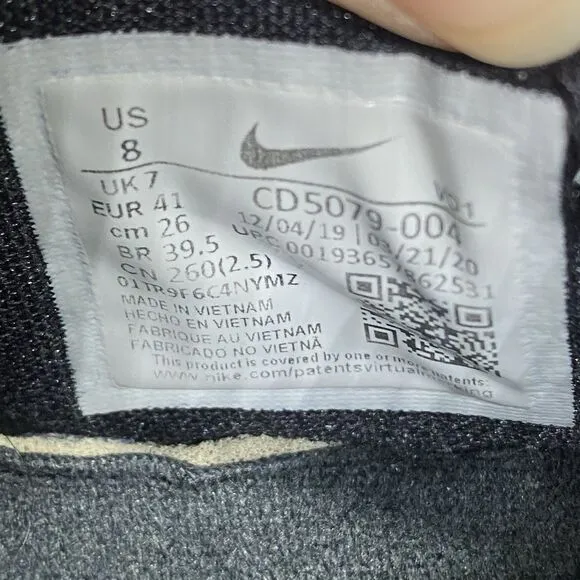 US
8
UK 7
EUR 41
cm 26
BR 39.5
CN 260(2.5)
01TR9F6C4NYMZ
VD1
CD5079-004
12/04/19 | 03/21/20
UPC
MADE IN VIETNAM
HECHO EN VIETNAM
FABRIQUE AU VIETNAM
FABRICADO NO VIETNÃ
This product is covered by one or more patents: